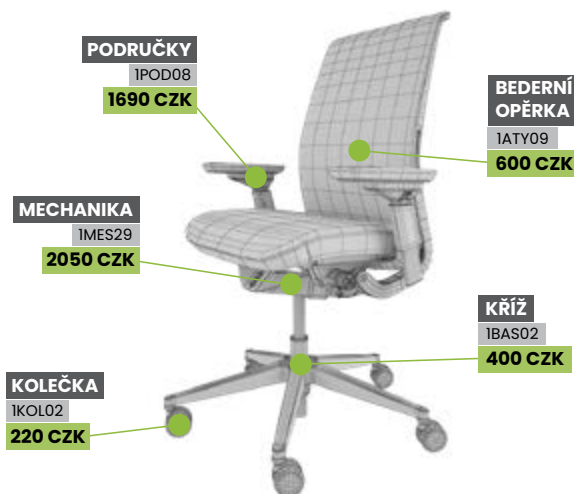 PODRUČKY
1POD08
1690 CZK
BEDERNÍ
OPĚRKA
1ATY09
600 CZK
MECHANIKA
1MES29
2050 CZK
KŘÍŽ
1BAS02
400 CZK
KOLEČKA
1KOL02
220 CZK